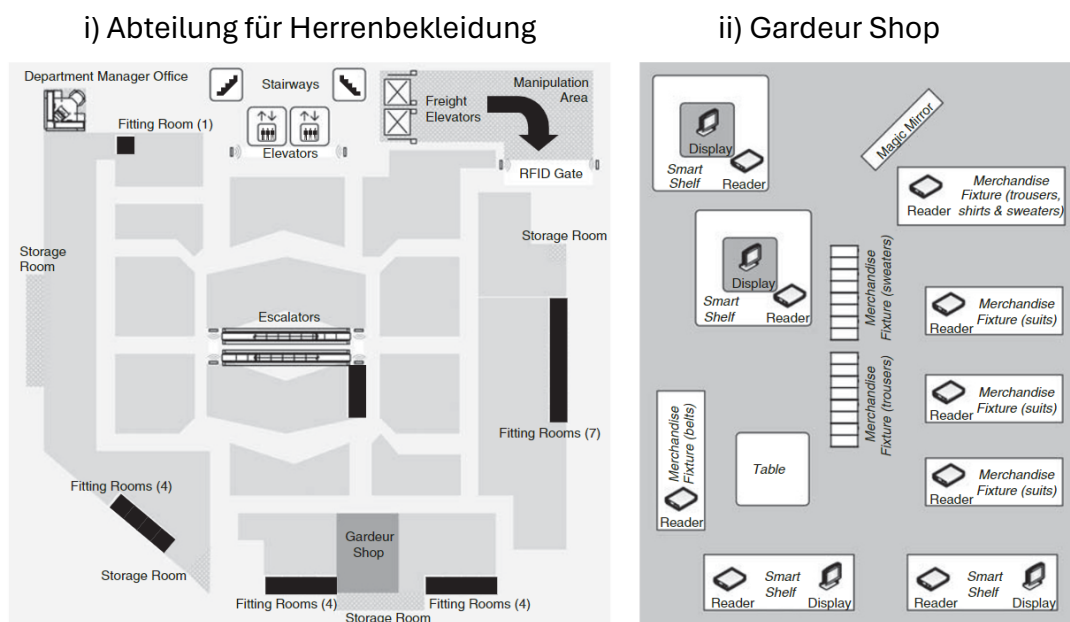 i) Abteilung für Herrenbekleidung
Department Manager Office
Stairways
Manipulation
Area
Freight
Elevators
Fitting Room (1)
Elevators
RFID Gate
Storage Room
Storage
Room
Escalators
Fitting Rooms (7)
Fitting Rooms (4)
Gardeur
Shop
Storage Room
Fitting Rooms (4)
Fitting Rooms (4)
Storage Room
ii) Gardeur Shop
Display
Smart
Shelf
Reader
Magic Mirror
Reader
Merchandise
Fixture (trousers,
shirts & sweaters)
Display
Smart
Shelf
Reader
Merchandise
Fixture (sweaters)
Reader
Merchandise
Fixture (suits)
Merchandise
Fixture (trousers)
Reader
Merchandise
Fixture (suits)
Merchandise
Fixture (belts)
Reader
Table
Reader
Merchandise
Fixture (suits)
Reader
Smart
Shelf
Display
Reader
Smart
Shelf
Display